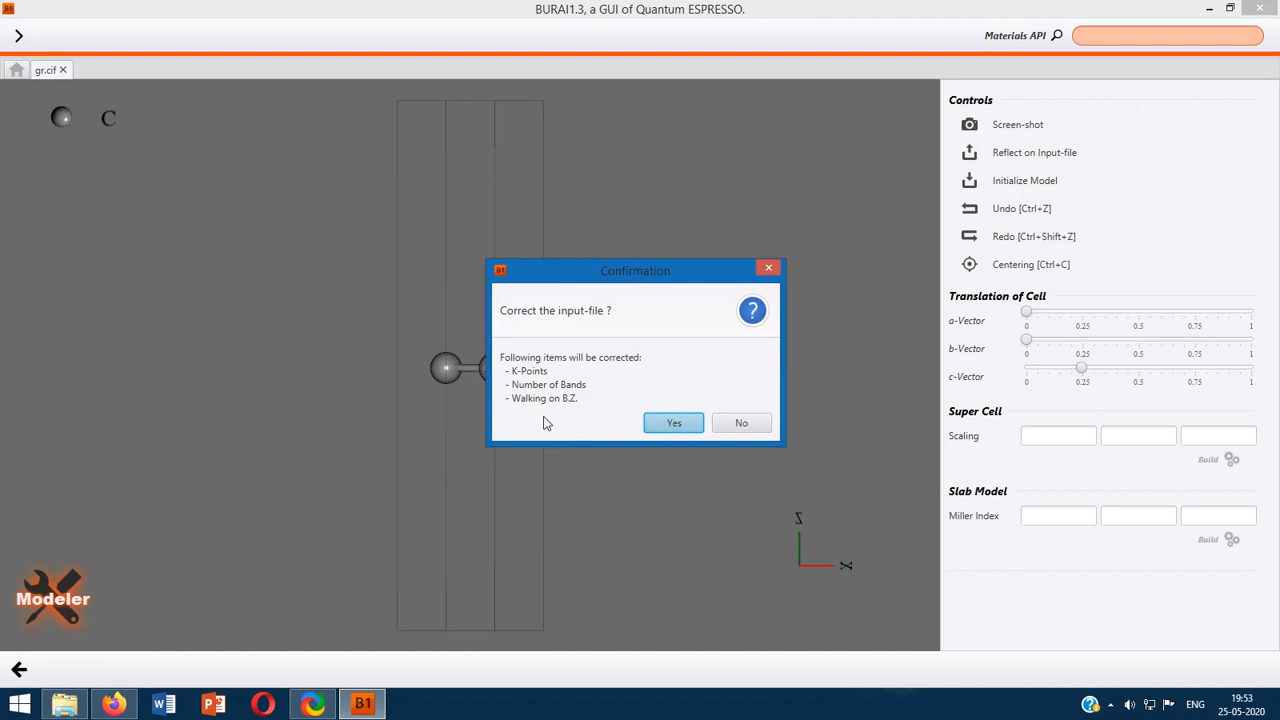 B1
BURAI1.3, a GUI of Quantum ESPRESSO.
Materials API
gr.cif
C
Controls
Screen-shot
Reflect on Input-file
Initialize Model
Undo [Ctrl+Z]
Redo [Ctrl+Shift+Z]
Centering [Ctrl+C]
Translation of Cell
a-Vector
0 0.25 0.5 0.75 1
b-Vector
0 0.25 0.5 0.75 1
c-Vector
0 0.25 0.5 0.75 1
Super Cell
Scaling
Build
Slab Model
Miller Index
Build
B1
Confirmation
Correct the input-file ?
?
Following items will be corrected:
- K-Points
- Number of Bands
- Walking on B.Z.
Yes
No
Z
X
Modeler
B1
ENG
19:53
25-05-2020